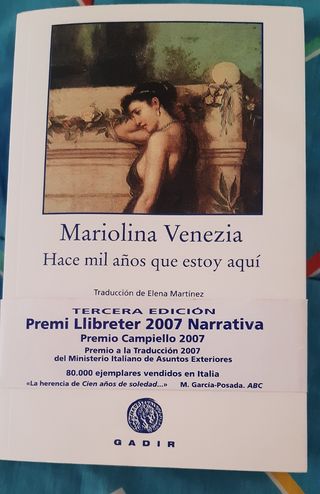 Mariolina Venezia
Hace mil años que estoy aquí
Traducción de Elena Martínez
TERCERA EDICIÓN
Premi Llibreter 2007 Narrativa
Premio Campiello 2007
Premio a la Traducción 2007
del Ministerio Italiano de Asuntos Exteriores
80.000 ejemplares vendidos en Italia
«La herencia de Cien años de soledad...» M. García-Posada. ABC
GADIR